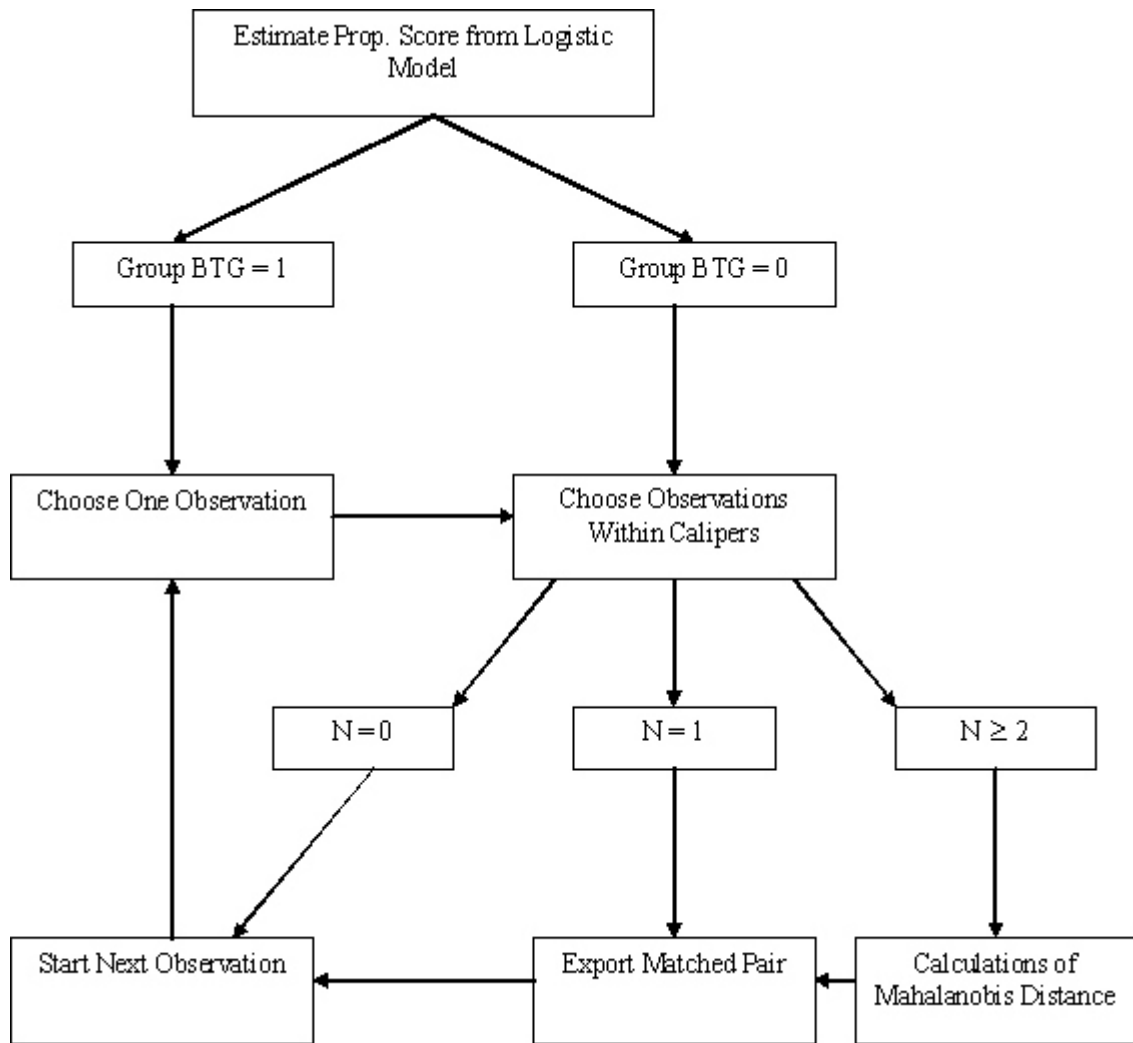 Estimate Prop. Score from Logistic
Model
Group BTG = 1
Group BTG = 0
Choose One Observation
Choose Observations
Within Calipers
N = 0
N = 1
N ≥ 2
Start Next Observation
Export Matched Pair
Calculations of
Mahalanobis Distance